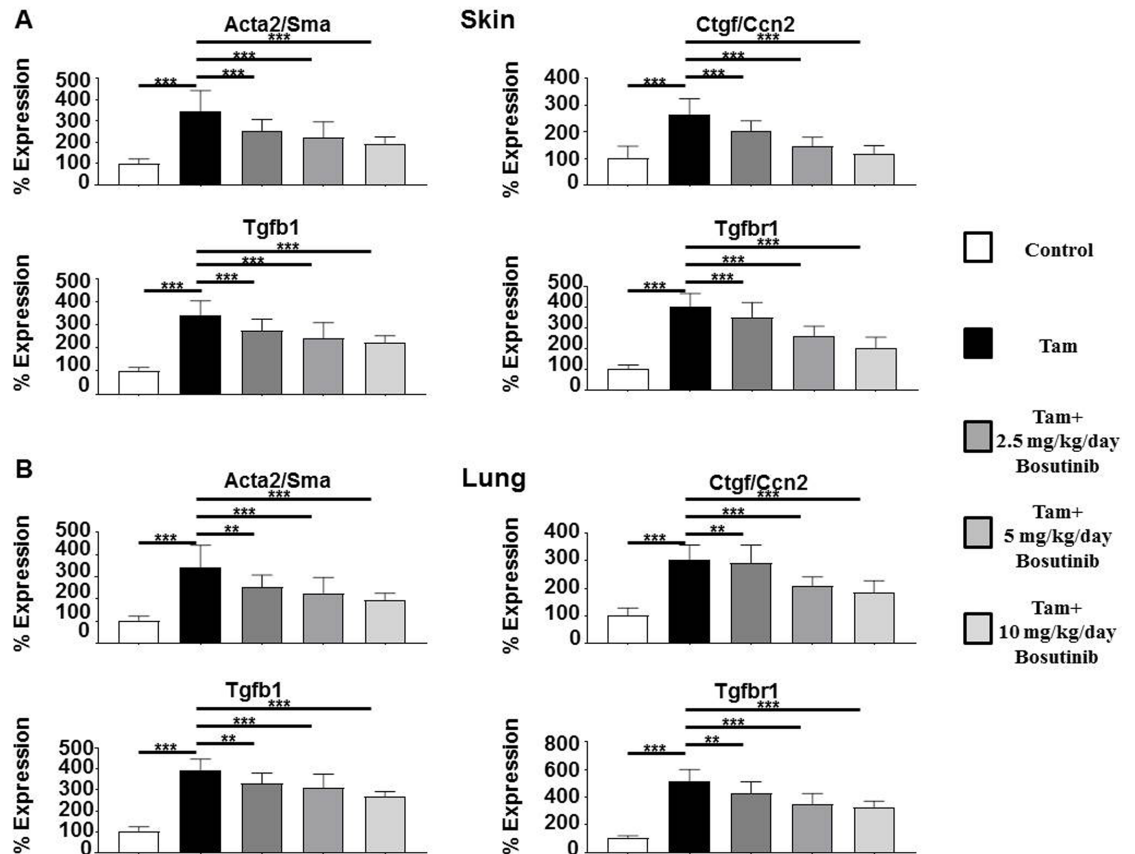 A
Skin
Acta2/Sma
***
***
***
***
% Expression
500
400
300
200
100
0
Ctgf/Ccn2
***
***
***
***
% Expression
400
300
200
100
0
Tgfb1
***
***
***
***
% Expression
500
400
300
200
100
0
Tgfbr1
***
***
***
***
% Expression
500
400
300
200
100
0
B
Lung
Acta2/Sma
***
***
**
***
% Expression
500
400
300
200
100
0
Ctgf/Ccn2
***
***
**
***
% Expression
400
300
200
100
0
Tgfb1
***
***
**
***
% Expression
500
400
300
200
100
0
Tgfbr1
***
***
**
***
% Expression
800
600
400
200
0
Control
Tam
Tam+
2.5 mg/kg/day
Bosutinib
Tam+
5 mg/kg/day
Bosutinib
Tam+
10 mg/kg/day
Bosutinib